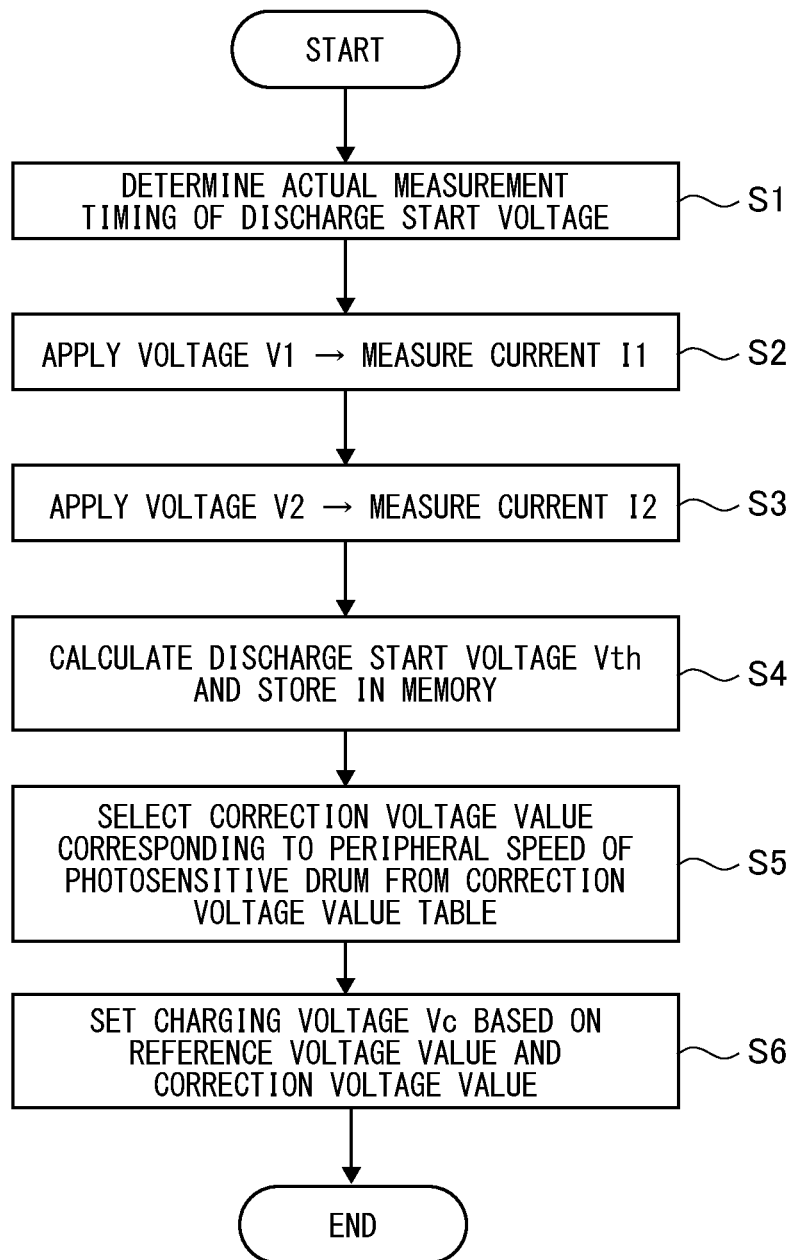 START
DETERMINE ACTUAL MEASUREMENT
TIMING OF DISCHARGE START VOLTAGE
S1
APPLY VOLTAGE V1 → MEASURE CURRENT I1
S2
APPLY VOLTAGE V2 → MEASURE CURRENT I2
S3
CALCULATE DISCHARGE START VOLTAGE Vth
AND STORE IN MEMORY
S4
SELECT CORRECTION VOLTAGE VALUE
CORRESPONDING TO PERIPHERAL SPEED OF
PHOTOSENSITIVE DRUM FROM CORRECTION
VOLTAGE VALUE TABLE
S5
SET CHARGING VOLTAGE Vc BASED ON
REFERENCE VOLTAGE VALUE AND
CORRECTION VOLTAGE VALUE
S6
END